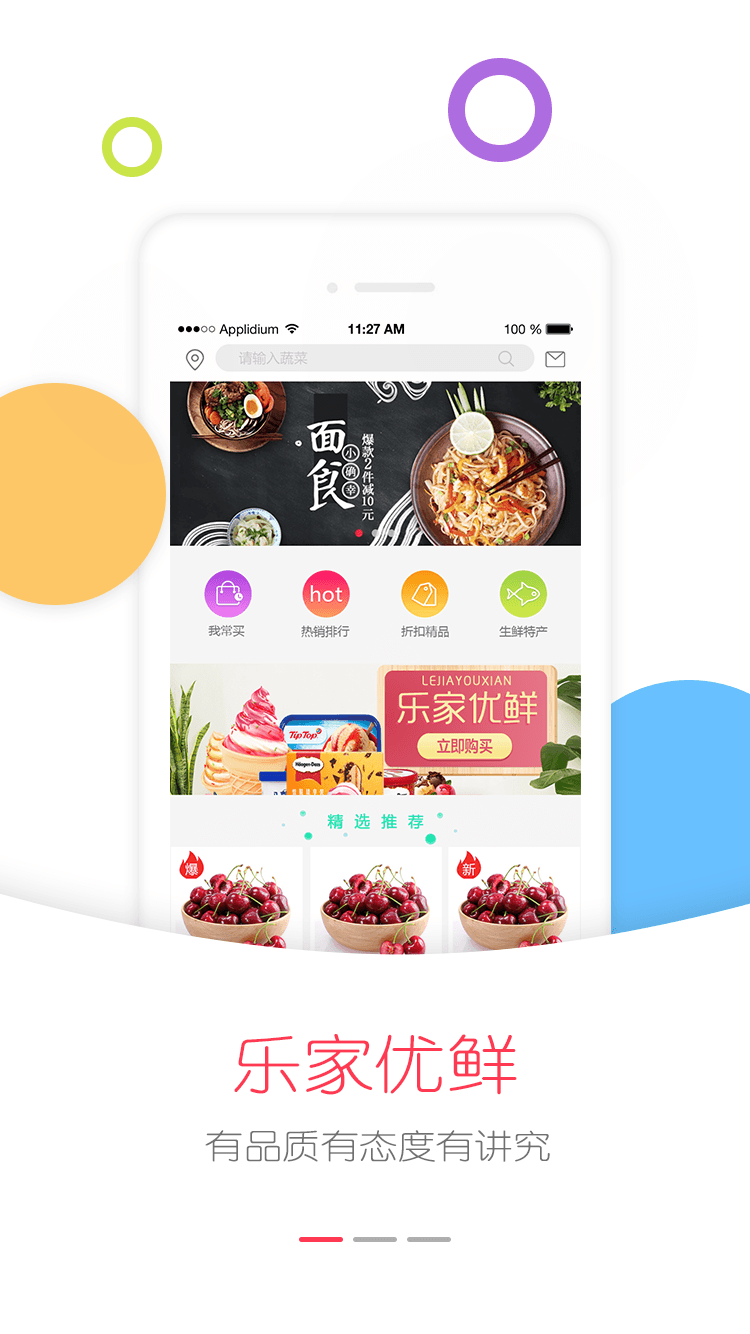 ●●●○○ Applidium 11:27 AM 100 %
请输入蔬菜
面食
小确幸
爆款2件减10元
hot
我常买 热销排行 折扣精品 生鲜特产
LEJIAYOUXIAN
乐家优鲜
立即购买
TipTop
Häagen-Dazs
精选推荐
爆 新
乐家优鲜
有品质有态度有讲究